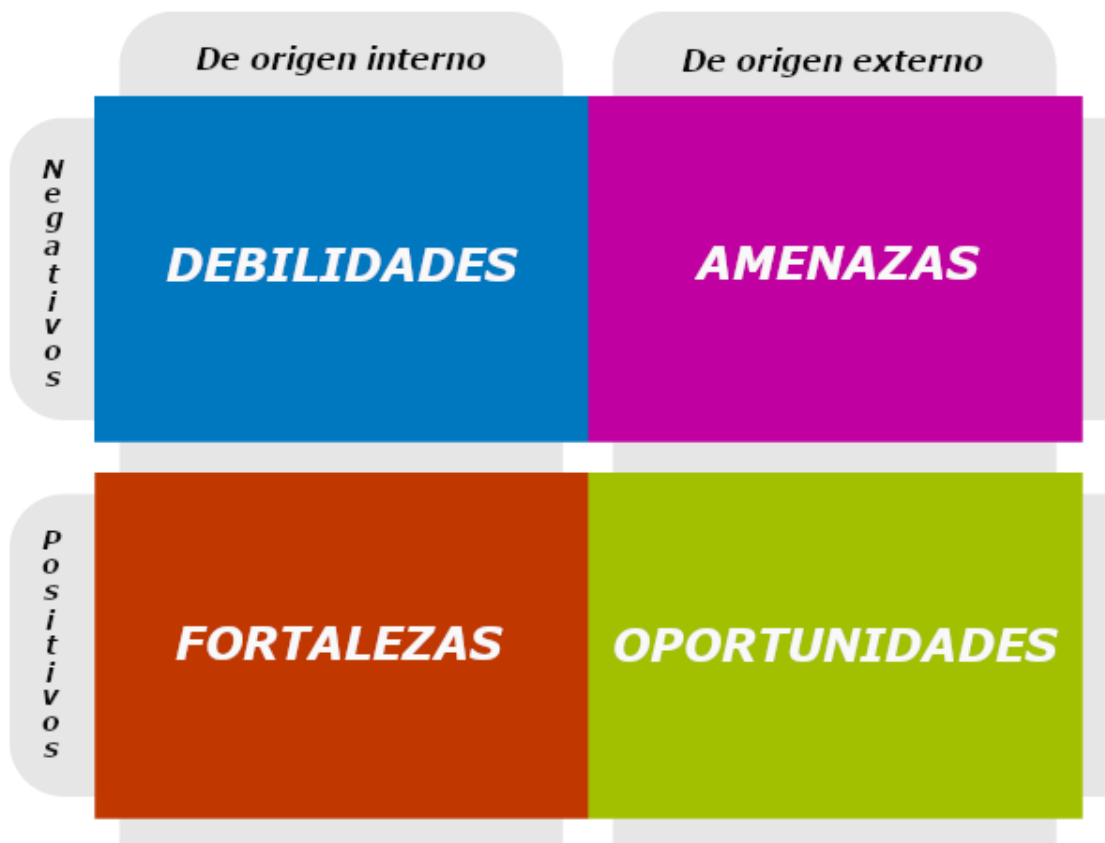 De origen interno
De origen externo
Negativos
DEBILIDADES
AMENAZAS
Positivos
FORTALEZAS
OPORTUNIDADES